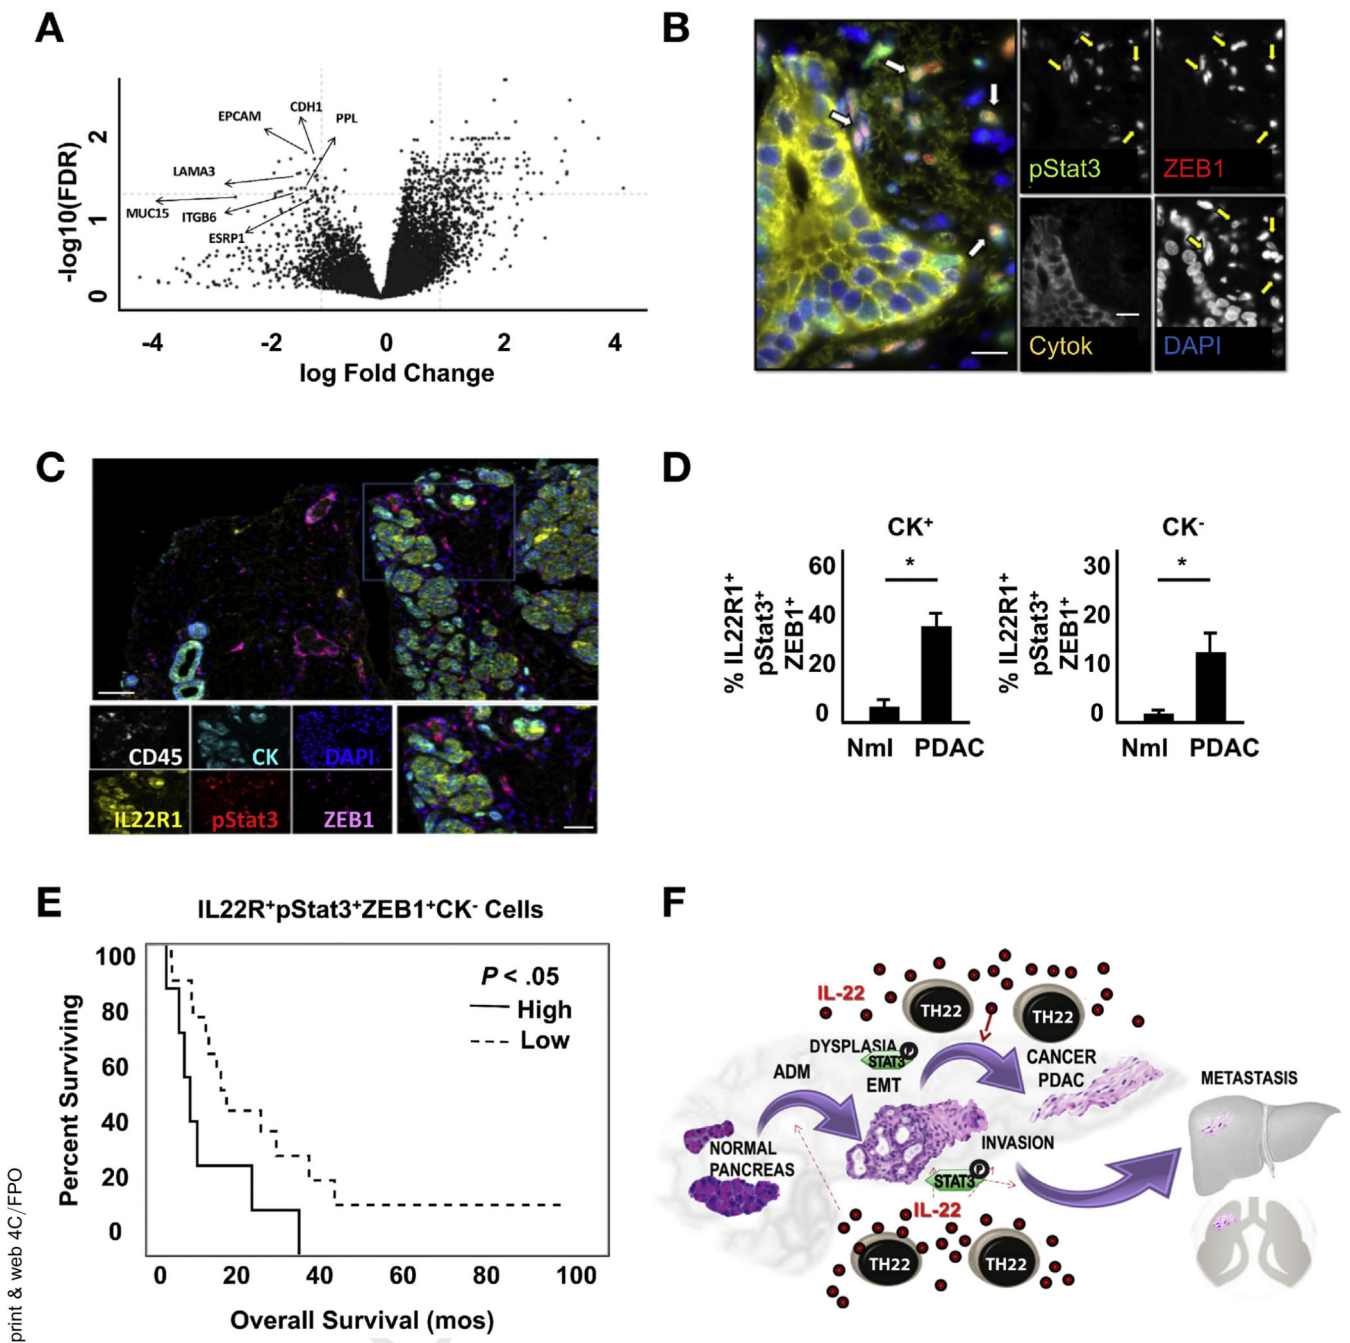 A
-log10(FDR)
2
1
0
EPCAM
CDH1
PPL
LAMA3
MUC15
ITGB6
ESRP1
-4 -2 0 2 4
log Fold Change
B
pStat3
ZEB1
Cytok
DAPI
C
CD45
CK
DAPI
IL22R1
pStat3
ZEB1
D
CK⁺
% IL22R1⁺
pStat3⁺
ZEB1⁺
60
40
20
0
*
Nml PDAC
CK⁻
% IL22R1⁺
pStat3⁺
ZEB1⁺
30
20
10
0
*
Nml PDAC
E
IL22R⁺pStat3⁺ZEB1⁺CK⁻ Cells
Percent Surviving
100
80
60
40
20
0
P < .05
High
Low
0 20 40 60 80 100
Overall Survival (mos)
F
IL-22
TH22
TH22
DYSPLASIA
STAT3
P
EMT
ADM
CANCER
PDAC
METASTASIS
NORMAL
PANCREAS
INVASION
STAT3
P
IL-22
TH22
TH22
print & web 4C/FPO